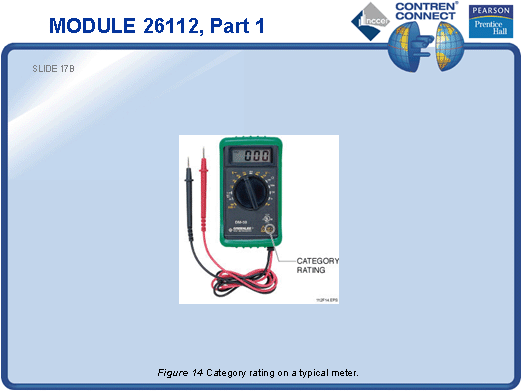 MODULE 26112, Part 1
nccer
CONTREN®
CONNECT
PEARSON
Prentice
Hall
SLIDE 17B
000
CATEGORY
RATING
Figure 14 Category rating on a typical meter.